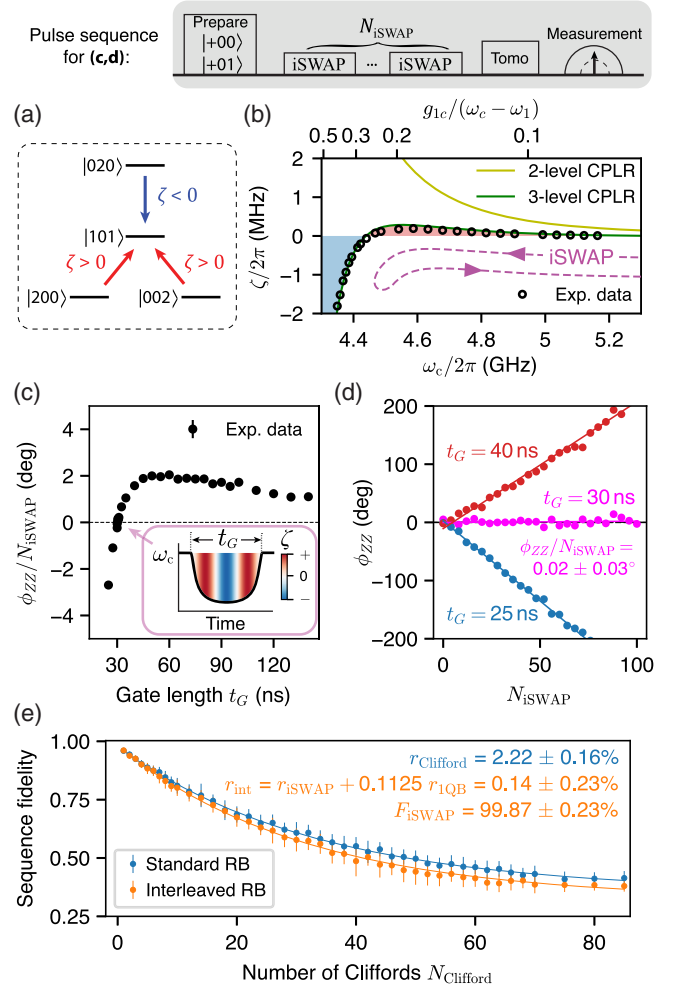 Pulse sequence
for (c,d):
Prepare
|+00⟩
|+01⟩
N_iSWAP
iSWAP ... iSWAP
Tomo
Measurement
(a)
|020⟩
ζ < 0
|101⟩
ζ > 0 ζ > 0
|200⟩ |002⟩
(b)
g_1c/(ω_c − ω_1)
0.5 0.3 0.2 0.1
2-level CPLR
3-level CPLR
iSWAP
Exp. data
2
1
0
−1
−2
ζ/2π (MHz)
4.4 4.6 4.8 5 5.2
ω_c/2π (GHz)
(c)
Exp. data
4
2
0
−2
−4
ϕ_ZZ/N_iSWAP (deg)
ω_c
t_G
ζ
+
0
−
Time
30 60 90 120
Gate length t_G (ns)
(d)
200
100
0
−100
−200
ϕ_ZZ (deg)
t_G = 40 ns
t_G = 30 ns
ϕ_ZZ/N_iSWAP =
0.02 ± 0.03°
t_G = 25 ns
0 50 100
N_iSWAP
(e)
1.00
0.75
0.50
0.25
Sequence fidelity
r_Clifford = 2.22 ± 0.16%
r_int = r_iSWAP + 0.1125 r_1QB = 0.14 ± 0.23%
F_iSWAP = 99.87 ± 0.23%
Standard RB
Interleaved RB
0 20 40 60 80
Number of Cliffords N_Clifford